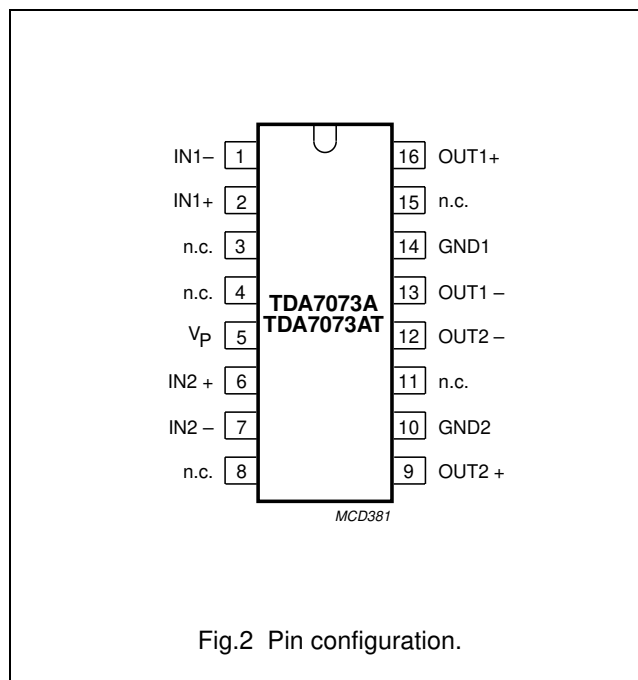 IN1– 1 16 OUT1+
IN1+ 2 15 n.c.
n.c. 3 14 GND1
n.c. 4 13 OUT1 –
TDA7073A
TDA7073AT
VP 5 12 OUT2 –
IN2 + 6 11 n.c.
IN2 – 7 10 GND2
n.c. 8 9 OUT2 +
MCD381
Fig.2 Pin configuration.